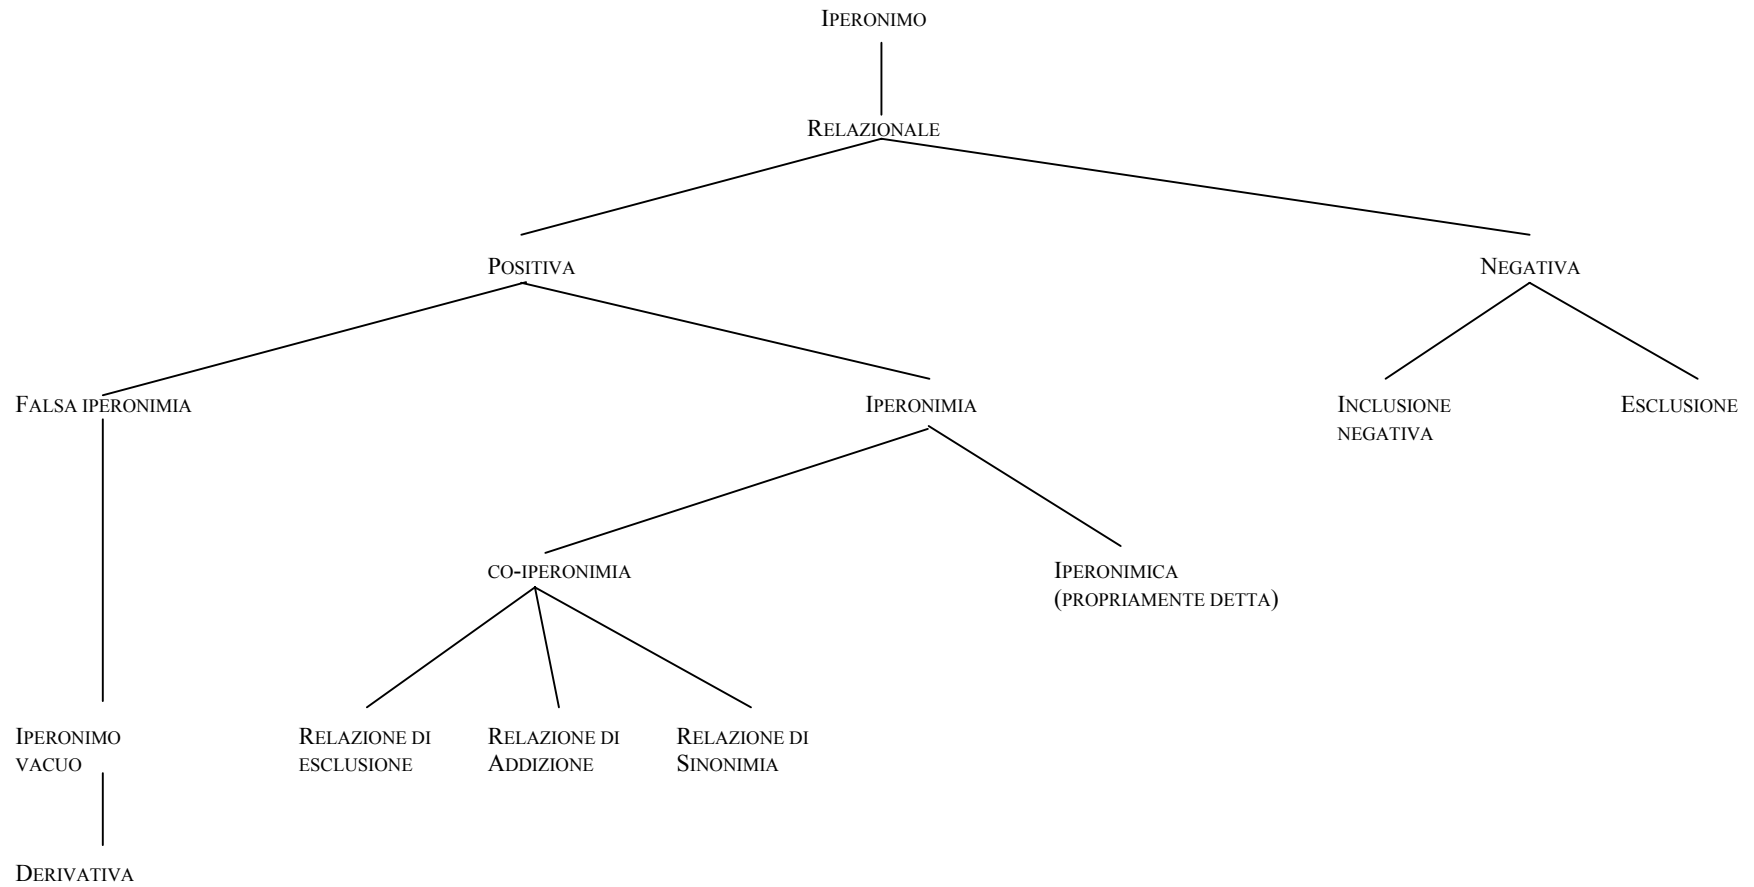 IPERONIMO
RELAZIONALE
POSITIVA
NEGATIVA
FALSA IPERONIMIA
IPERONIMIA
INCLUSIONE
NEGATIVA
ESCLUSIONE
CO-IPERONIMIA
IPERONIMICA
(PROPRIAMENTE DETTA)
IPERONIMO
VACUO
RELAZIONE DI
ESCLUSIONE
RELAZIONE DI
ADDIZIONE
RELAZIONE DI
SINONIMIA
DERIVATIVA